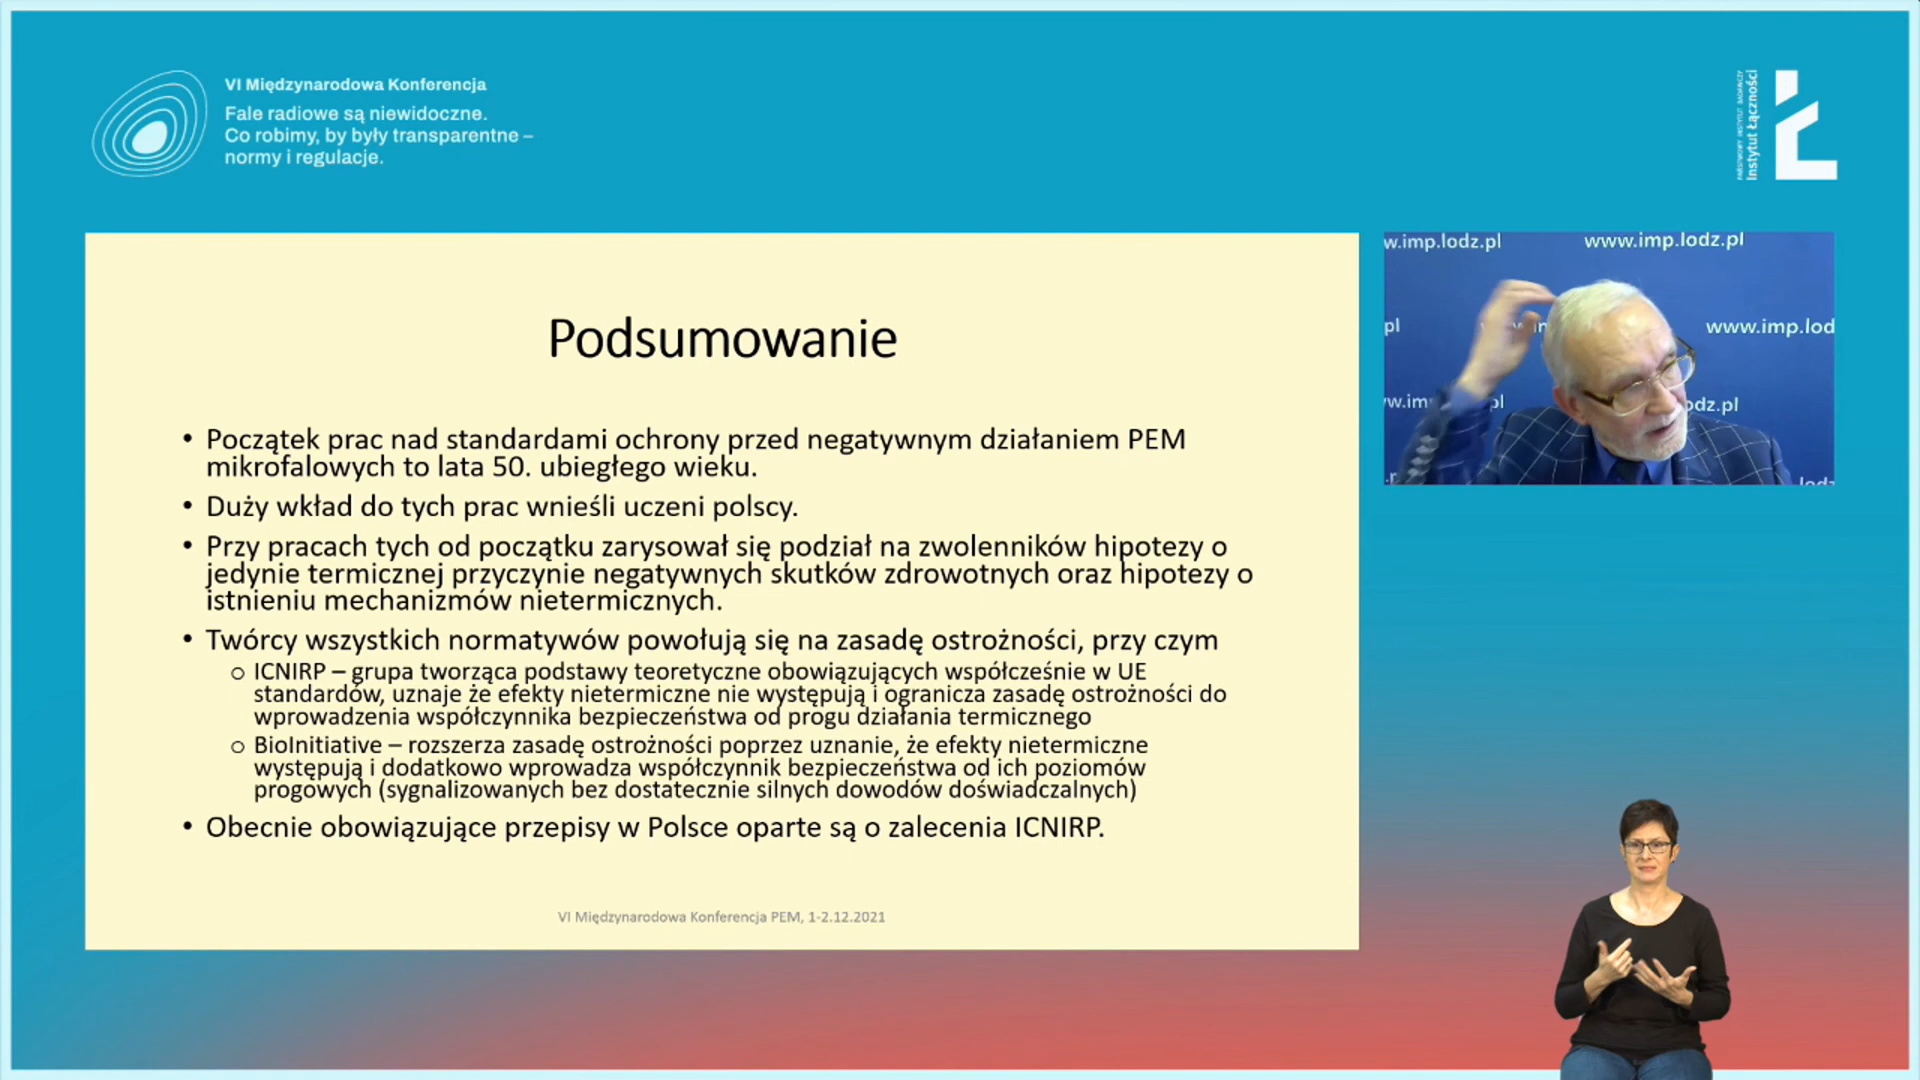 VI Międzynarodowa Konferencja
Fale radiowe są niewidoczne.
Co robimy, by były transparentne –
normy i regulacje.
PAŃSTWOWY INSTYTUT BADAWCZY
Instytut Łączności
Podsumowanie
• Początek prac nad standardami ochrony przed negatywnym działaniem PEM
mikrofalowych to lata 50. ubiegłego wieku.
• Duży wkład do tych prac wnieśli uczeni polscy.
• Przy pracach tych od początku zarysował się podział na zwolenników hipotezy o
jedynie termicznej przyczynie negatywnych skutków zdrowotnych oraz hipotezy o
istnieniu mechanizmów nietermicznych.
• Twórcy wszystkich normatywów powołują się na zasadę ostrożności, przy czym
o ICNIRP – grupa tworząca podstawy teoretyczne obowiązujących współcześnie w UE
standardów, uznaje że efekty nietermiczne nie występują i ogranicza zasadę ostrożności do
wprowadzenia współczynnika bezpieczeństwa od progu działania termicznego
o BioInitiative – rozszerza zasadę ostrożności poprzez uznanie, że efekty nietermiczne
występują i dodatkowo wprowadza współczynnik bezpieczeństwa od ich poziomów
progowych (sygnalizowanych bez dostatecznie silnych dowodów doświadczalnych)
• Obecnie obowiązujące przepisy w Polsce oparte są o zalecenia ICNIRP.
VI Międzynarodowa Konferencja PEM, 1-2.12.2021
w.imp.lodz.pl
www.imp.lodz.pl
pl
www.imp.lod
odz.pl